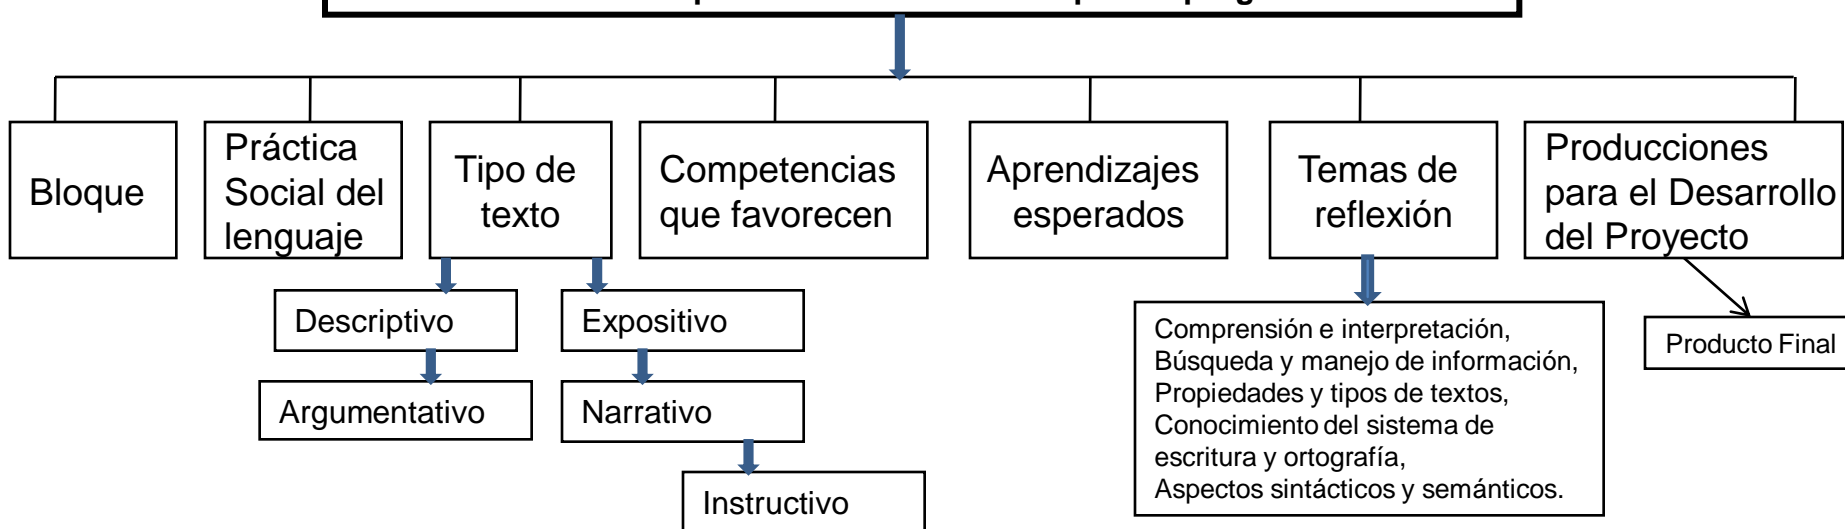 Bloque
Práctica
Social del
lenguaje
Tipo de
texto
Competencias
que favorecen
Aprendizajes
esperados
Temas de
reflexión
Producciones
para el Desarrollo
del Proyecto
Descriptivo
Expositivo
Argumentativo
Narrativo
Instructivo
Comprensión e interpretación,
Búsqueda y manejo de información,
Propiedades y tipos de textos,
Conocimiento del sistema de
escritura y ortografía,
Aspectos sintácticos y semánticos.
Producto Final